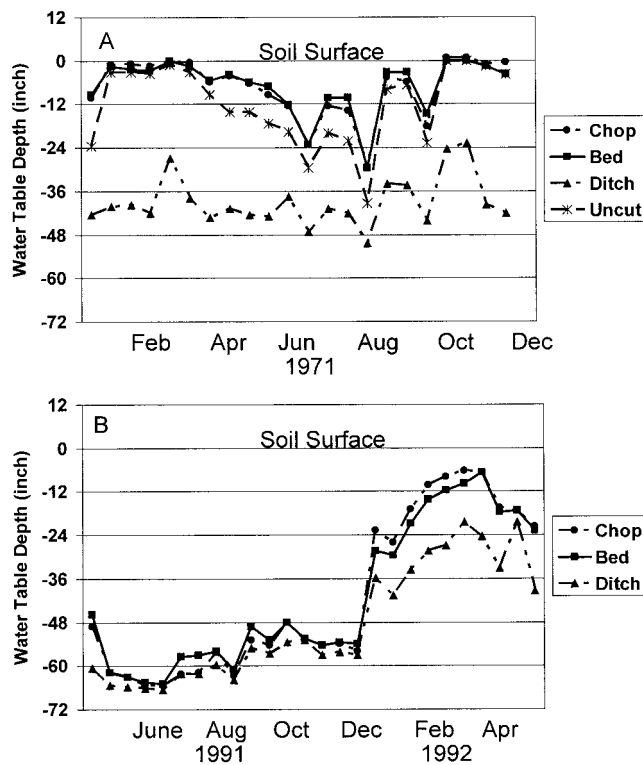 A
Soil Surface
12
0
-12
-24
-36
-48
-60
-72
Water Table Depth (inch)
Feb Apr Jun Aug Oct Dec
1971
Chop
Bed
Ditch
Uncut
B
Soil Surface
12
0
-12
-24
-36
-48
-60
-72
Water Table Depth (inch)
June Aug Oct Dec Feb Apr
1991 1992
Chop
Bed
Ditch